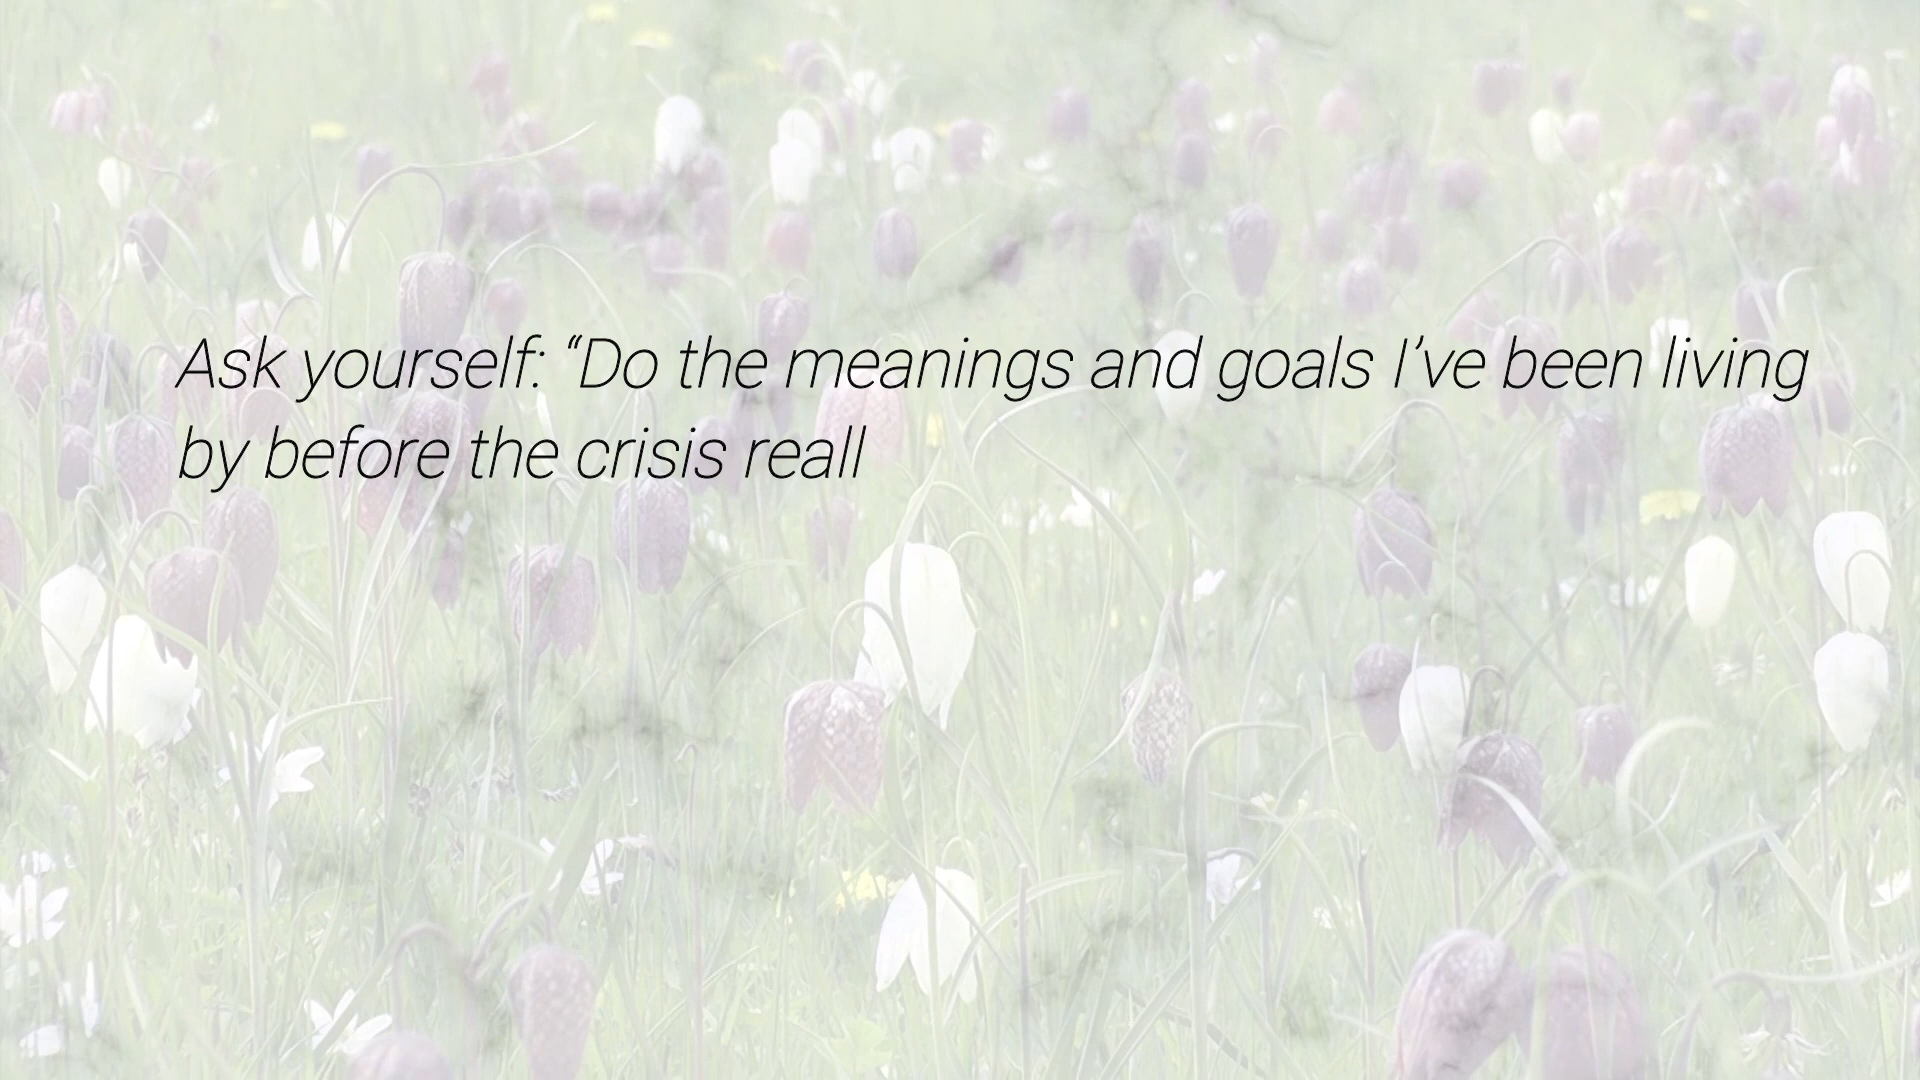 Ask yourself: “Do the meanings and goals I’ve been living
by before the crisis reall